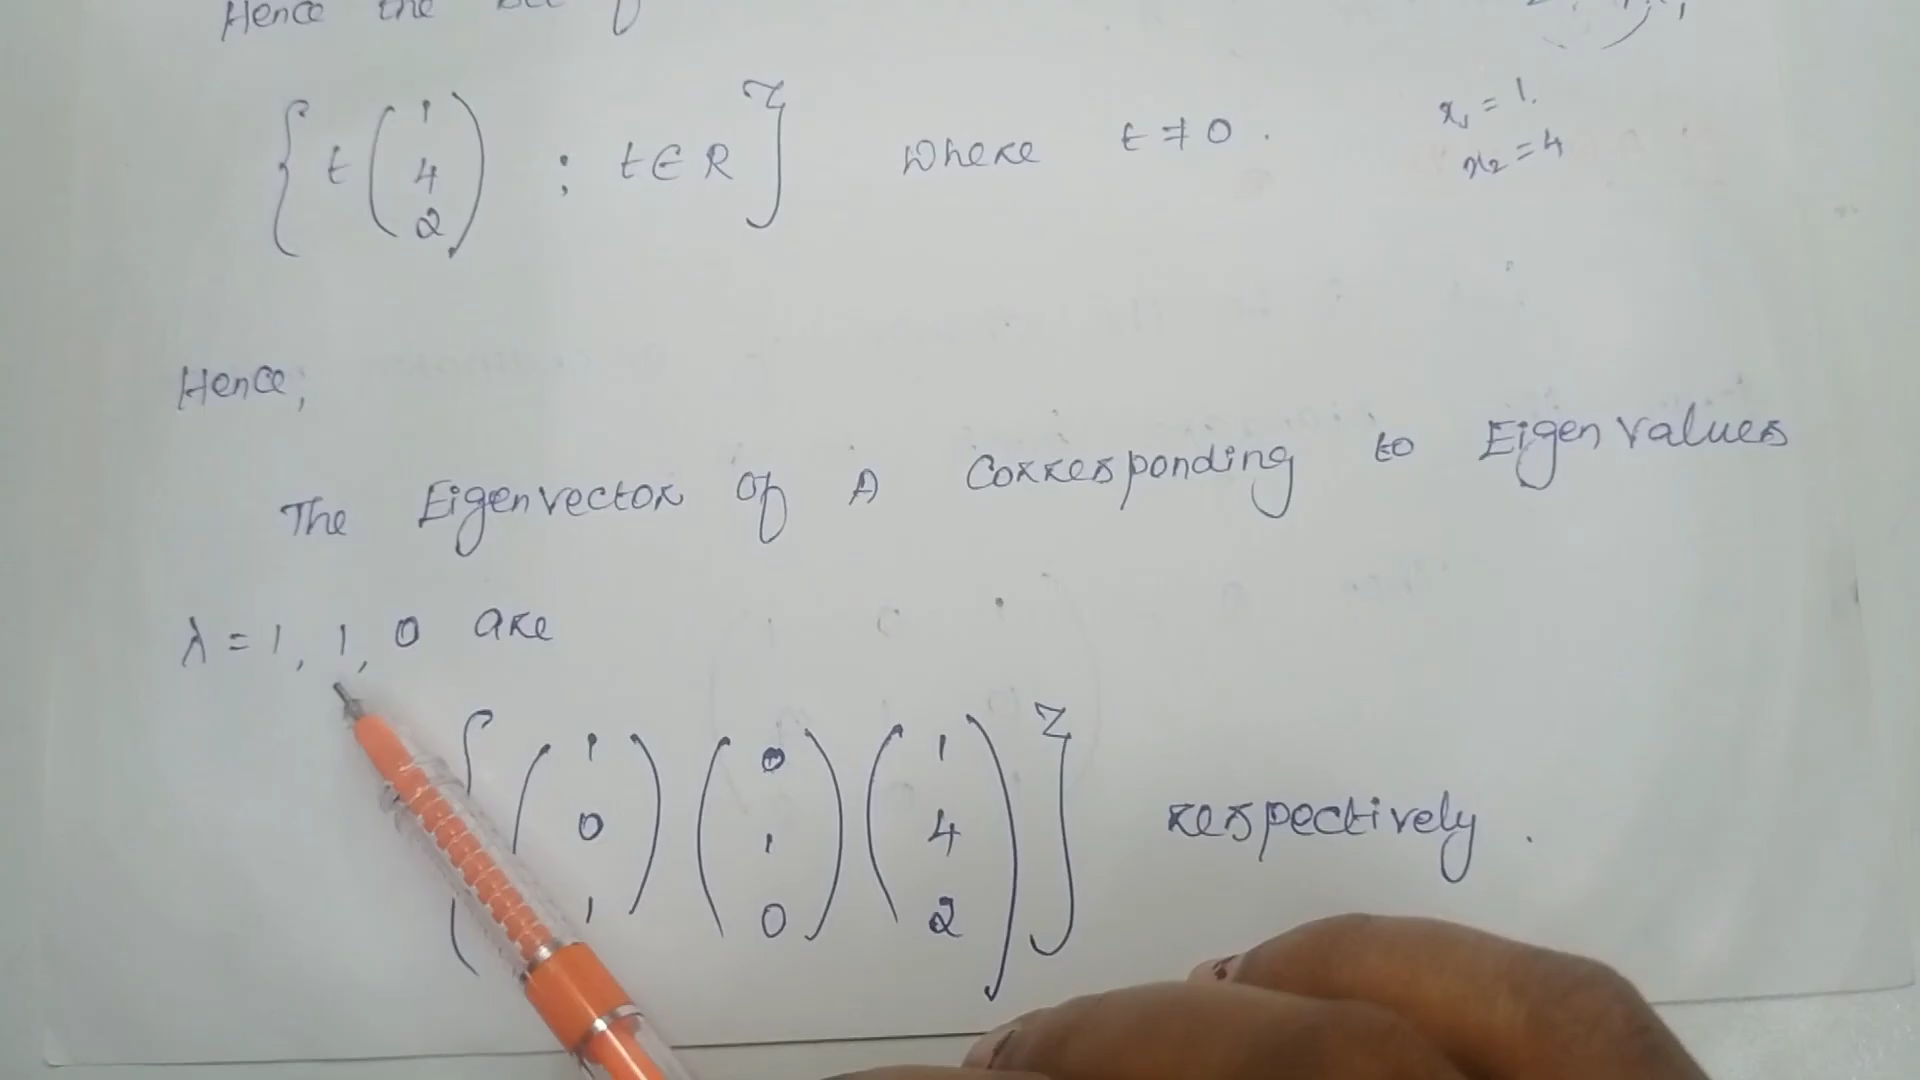 Hence the
{ t ( 1 4 2 ) ; t ∈ R } where t ≠ 0 .
x₁ = 1.
x₂ = 4
Hence;
The Eigenvector of A Corresponding to Eigen values
λ = 1, 1, 0 are
{ ( 1 0 1 ) ( 0 1 0 ) ( 1 4 2 ) } respectively .